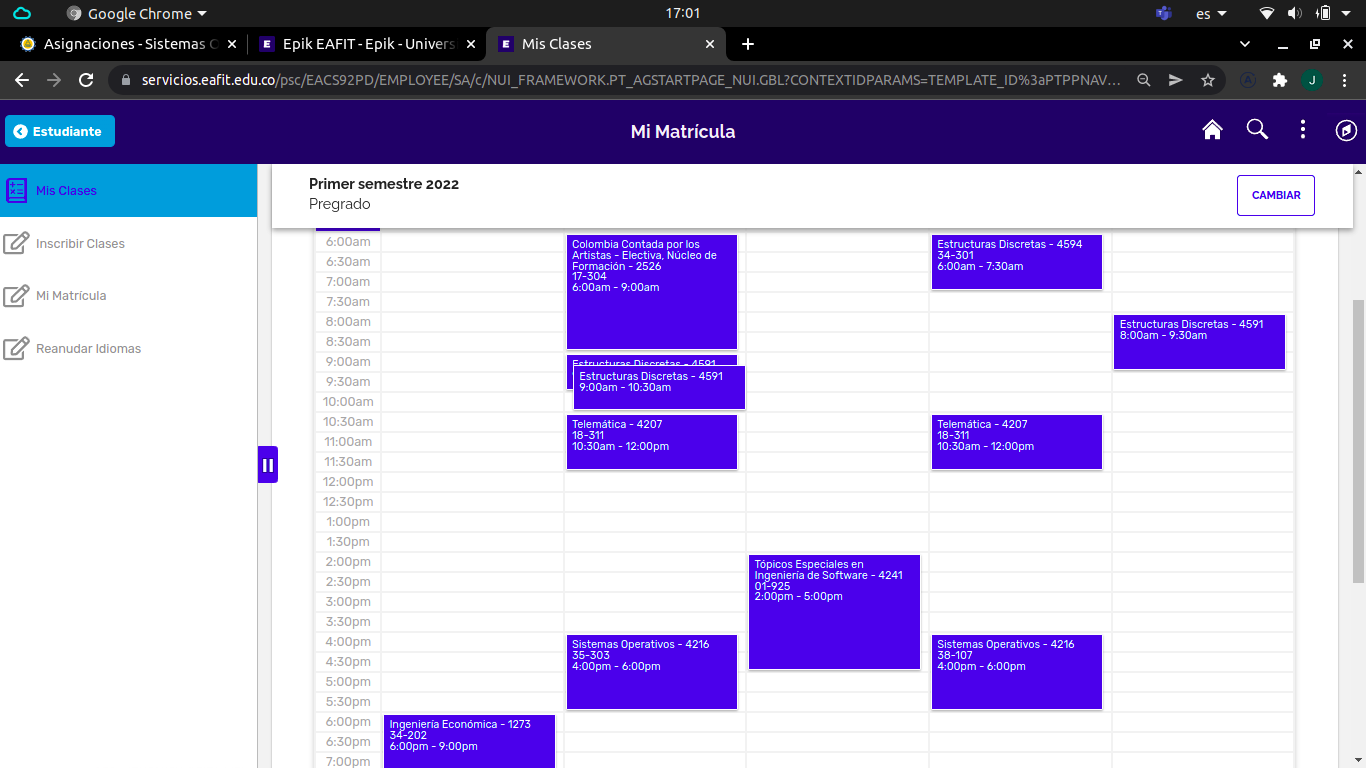 Google Chrome
17:01
es
Asignaciones - Sistemas
Epik EAFIT - Epik - Univers
Mis Clases
servicios.eafit.edu.co/psc/EACS92PD/EMPLOYEE/SA/c/NUI_FRAMEWORK.PT_AGSTARTPAGE_NUI.GBL?CONTEXTIDPARAMS=TEMPLATE_ID%3aPTPPNAV...
J
Estudiante
Mi Matrícula
Mis Clases
Inscribir Clases
Mi Matrícula
Reanudar Idiomas
Primer semestre 2022
Pregrado
CAMBIAR
6:00am
6:30am
7:00am
7:30am
8:00am
8:30am
9:00am
9:30am
10:00am
10:30am
11:00am
11:30am
12:00pm
12:30pm
1:00pm
1:30pm
2:00pm
2:30pm
3:00pm
3:30pm
4:00pm
4:30pm
5:00pm
5:30pm
6:00pm
6:30pm
7:00pm
Ingeniería Económica - 1273
34-202
6:00pm - 9:00pm
Colombia Contada por los
Artistas - Electiva, Núcleo de
Formación - 2526
17-304
6:00am - 9:00am
Estructuras Discretas - 4591
Estructuras Discretas - 4591
9:00am - 10:30am
Telemática - 4207
18-311
10:30am - 12:00pm
Sistemas Operativos - 4216
35-303
4:00pm - 6:00pm
Tópicos Especiales en
Ingeniería de Software - 4241
01-925
2:00pm - 5:00pm
Estructuras Discretas - 4594
34-301
6:00am - 7:30am
Telemática - 4207
18-311
10:30am - 12:00pm
Sistemas Operativos - 4216
38-107
4:00pm - 6:00pm
Estructuras Discretas - 4591
8:00am - 9:30am